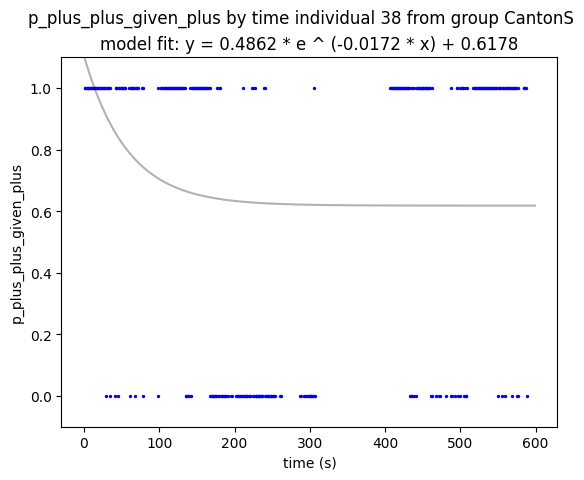 p_plus_plus_given_plus by time individual 38 from group CantonS
model fit: y = 0.4862 * e ^ (-0.0172 * x) + 0.6178
1.0
0.8
0.6
0.4
0.2
0.0
p_plus_plus_given_plus
0 100 200 300 400 500 600
time (s)